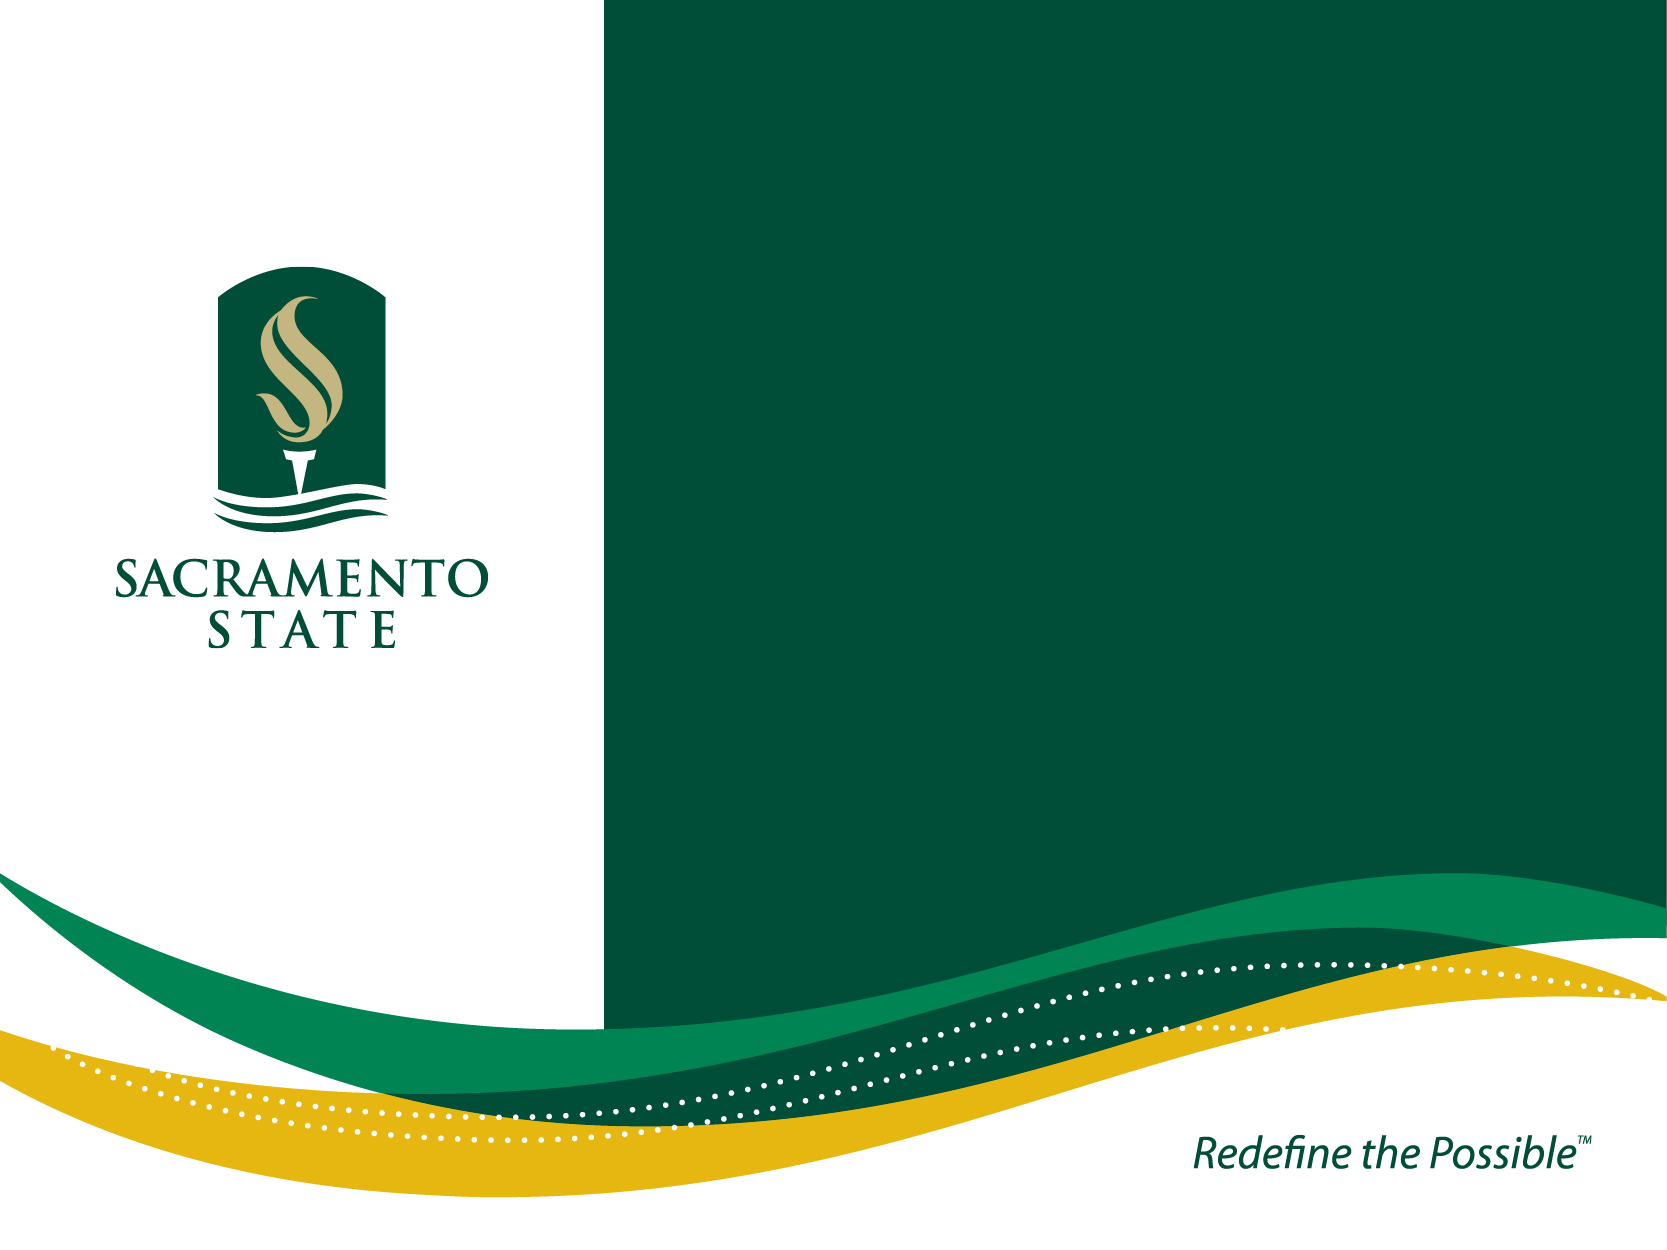 SACRAMENTO
STATE
Redefine the Possible™